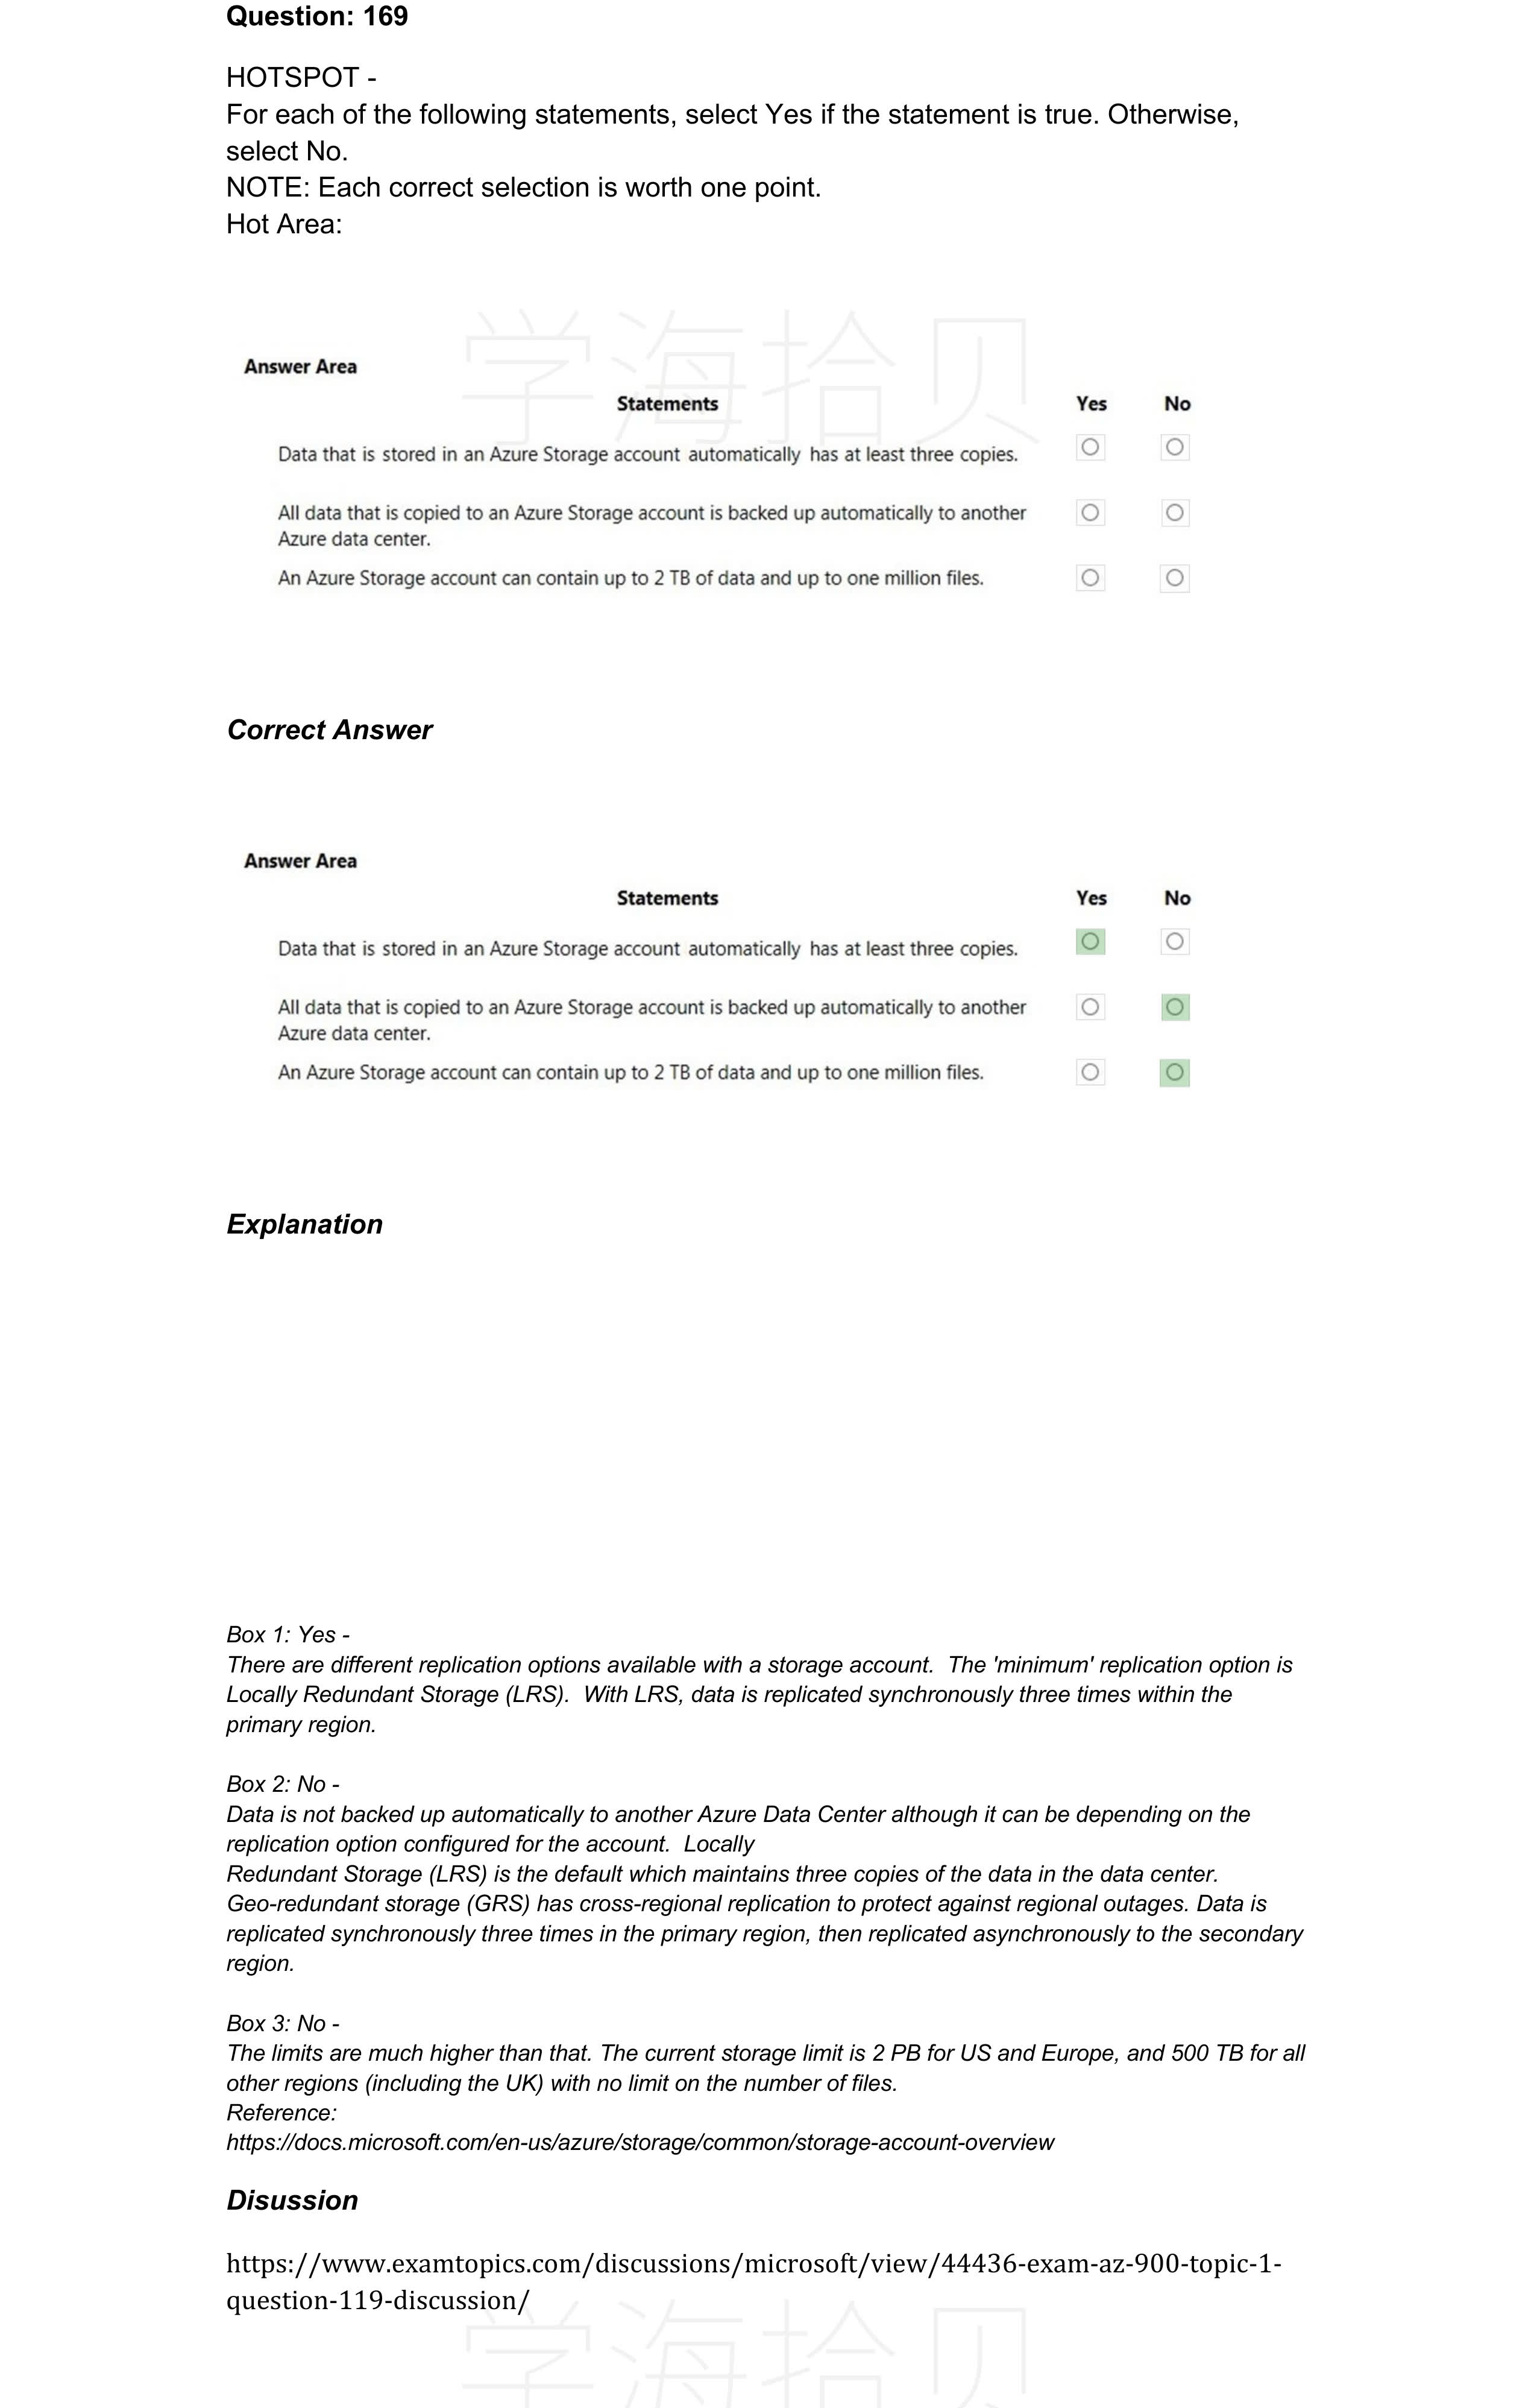 Question: 169
HOTSPOT -
For each of the following statements, select Yes if the statement is true. Otherwise,
select No.
NOTE: Each correct selection is worth one point.
Hot Area:
学海拾贝
Answer Area
Statements Yes No
Data that is stored in an Azure Storage account automatically has at least three copies.
All data that is copied to an Azure Storage account is backed up automatically to another
Azure data center.
An Azure Storage account can contain up to 2 TB of data and up to one million files.
Correct Answer
Answer Area
Statements Yes No
Data that is stored in an Azure Storage account automatically has at least three copies.
All data that is copied to an Azure Storage account is backed up automatically to another
Azure data center.
An Azure Storage account can contain up to 2 TB of data and up to one million files.
Explanation
Box 1: Yes -
There are different replication options available with a storage account. The 'minimum' replication option is
Locally Redundant Storage (LRS). With LRS, data is replicated synchronously three times within the
primary region.
Box 2: No -
Data is not backed up automatically to another Azure Data Center although it can be depending on the
replication option configured for the account. Locally
Redundant Storage (LRS) is the default which maintains three copies of the data in the data center.
Geo-redundant storage (GRS) has cross-regional replication to protect against regional outages. Data is
replicated synchronously three times in the primary region, then replicated asynchronously to the secondary
region.
Box 3: No -
The limits are much higher than that. The current storage limit is 2 PB for US and Europe, and 500 TB for all
other regions (including the UK) with no limit on the number of files.
Reference:
https://docs.microsoft.com/en-us/azure/storage/common/storage-account-overview
Disussion
https://www.examtopics.com/discussions/microsoft/view/44436-exam-az-900-topic-1-
question-119-discussion/
学海拾贝